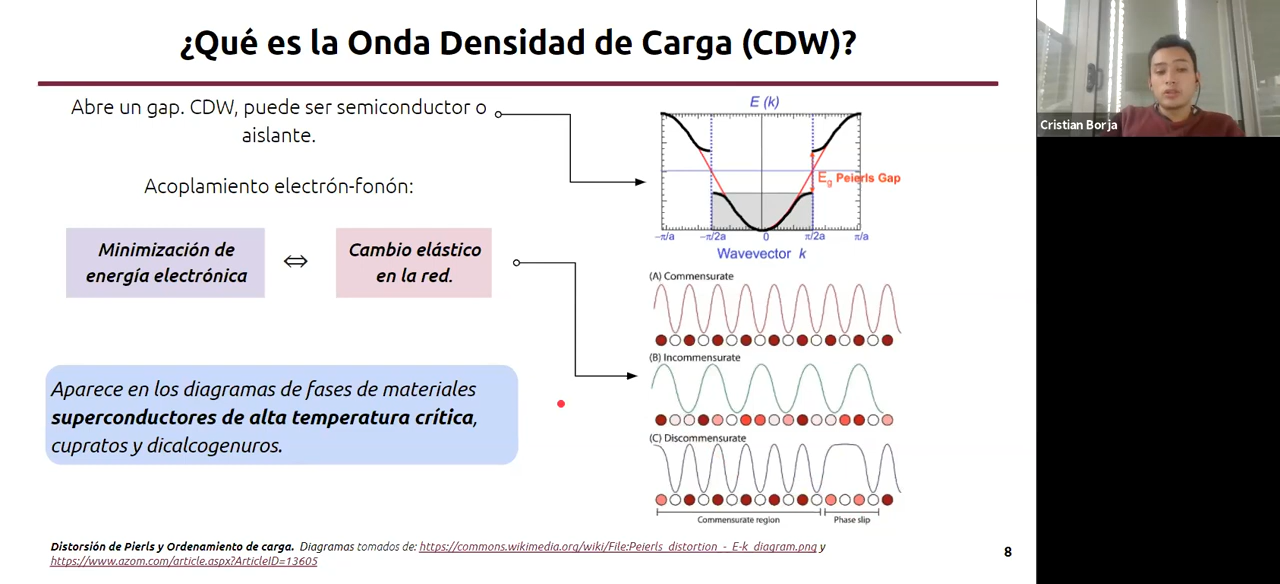 ¿Qué es la Onda Densidad de Carga (CDW)?
Abre un gap. CDW, puede ser semiconductor o
aislante.
Acoplamiento electrón-fonón:
Minimización de
energía electrónica
⇔
Cambio elástico
en la red.
Aparece en los diagramas de fases de materiales
superconductores de alta temperatura crítica,
cupratos y dicalcogenuros.
E (k)
Eg Peierls Gap
−π/a
−π/2a
0
π/2a
π/a
Wavevector k
(A) Commensurate
(B) Incommensurate
(C) Discommensurate
Commensurate region
Phase slip
Distorsión de Pierls y Ordenamiento de carga. Diagramas tomados de: https://commons.wikimedia.org/wiki/File:Peierls_distortion_-_E-k_diagram.png y
https://www.azom.com/article.aspx?ArticleID=13605
8
Cristian Borja